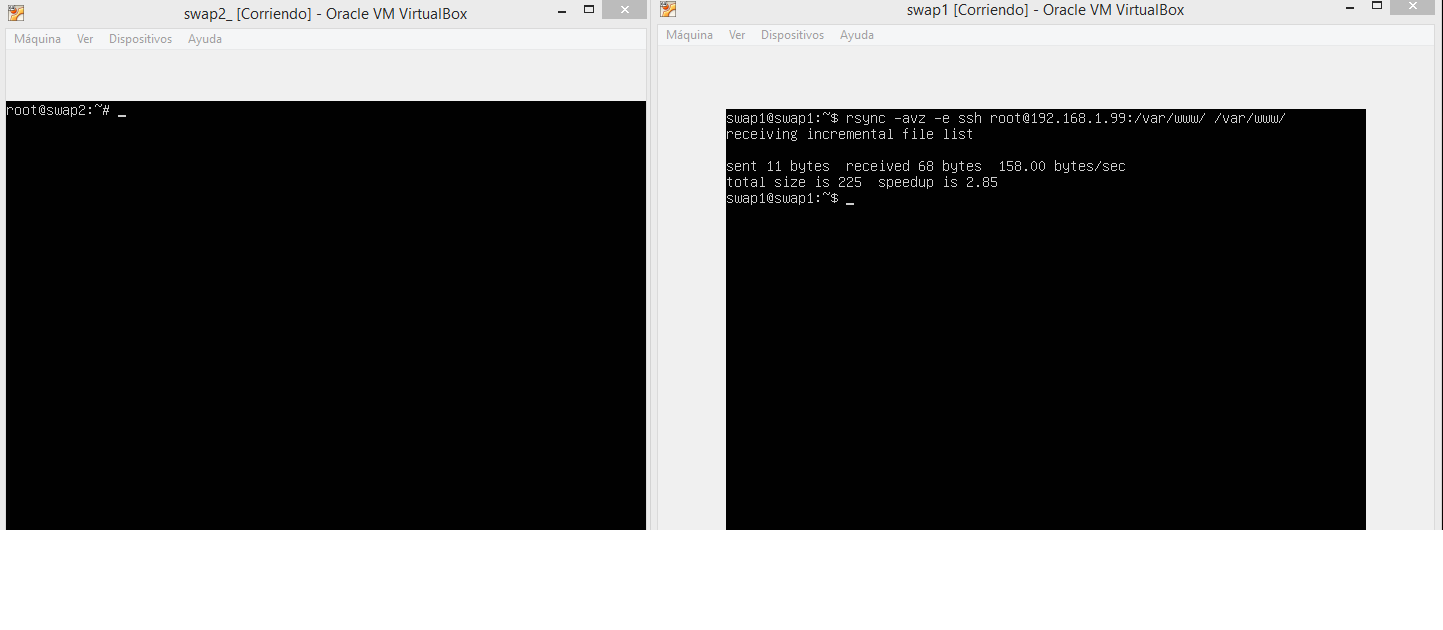 swap2_ [Corriendo] - Oracle VM VirtualBox
Máquina Ver Dispositivos Ayuda
root@swap2:~# _
swap1 [Corriendo] - Oracle VM VirtualBox
Máquina Ver Dispositivos Ayuda
swap1@swap1:~$ rsync -avz -e ssh root@192.168.1.99:/var/www/ /var/www/
receiving incremental file list
sent 11 bytes  received 68 bytes  158.00 bytes/sec
total size is 225  speedup is 2.85
swap1@swap1:~$ _